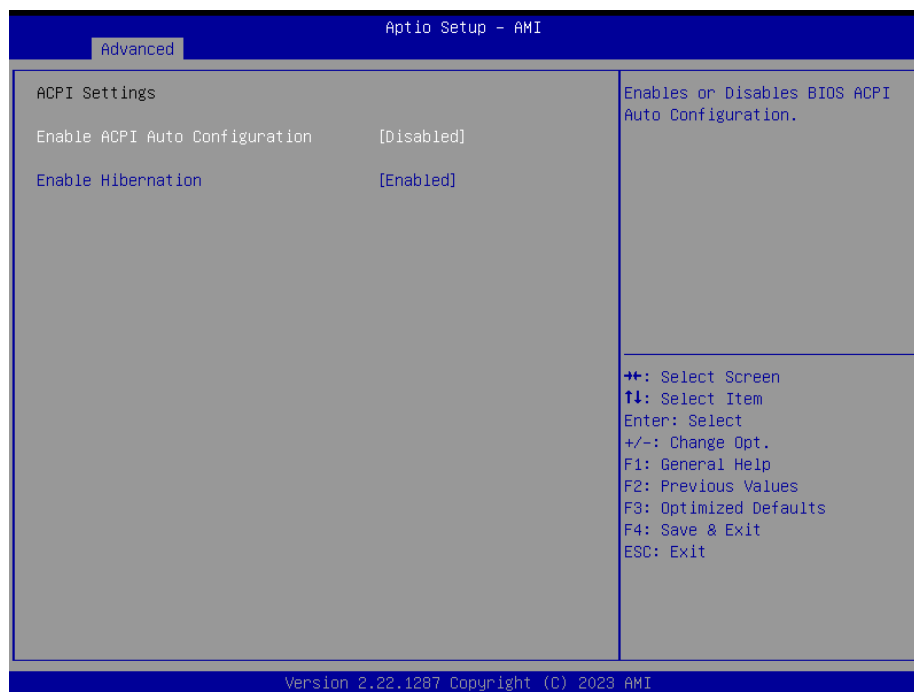 Aptio Setup – AMI
Advanced
ACPI Settings
Enable ACPI Auto Configuration [Disabled]
Enable Hibernation [Enabled]
Enables or Disables BIOS ACPI
Auto Configuration.
→←: Select Screen
↑↓: Select Item
Enter: Select
+/-: Change Opt.
F1: General Help
F2: Previous Values
F3: Optimized Defaults
F4: Save & Exit
ESC: Exit
Version 2.22.1287 Copyright (C) 2023 AMI